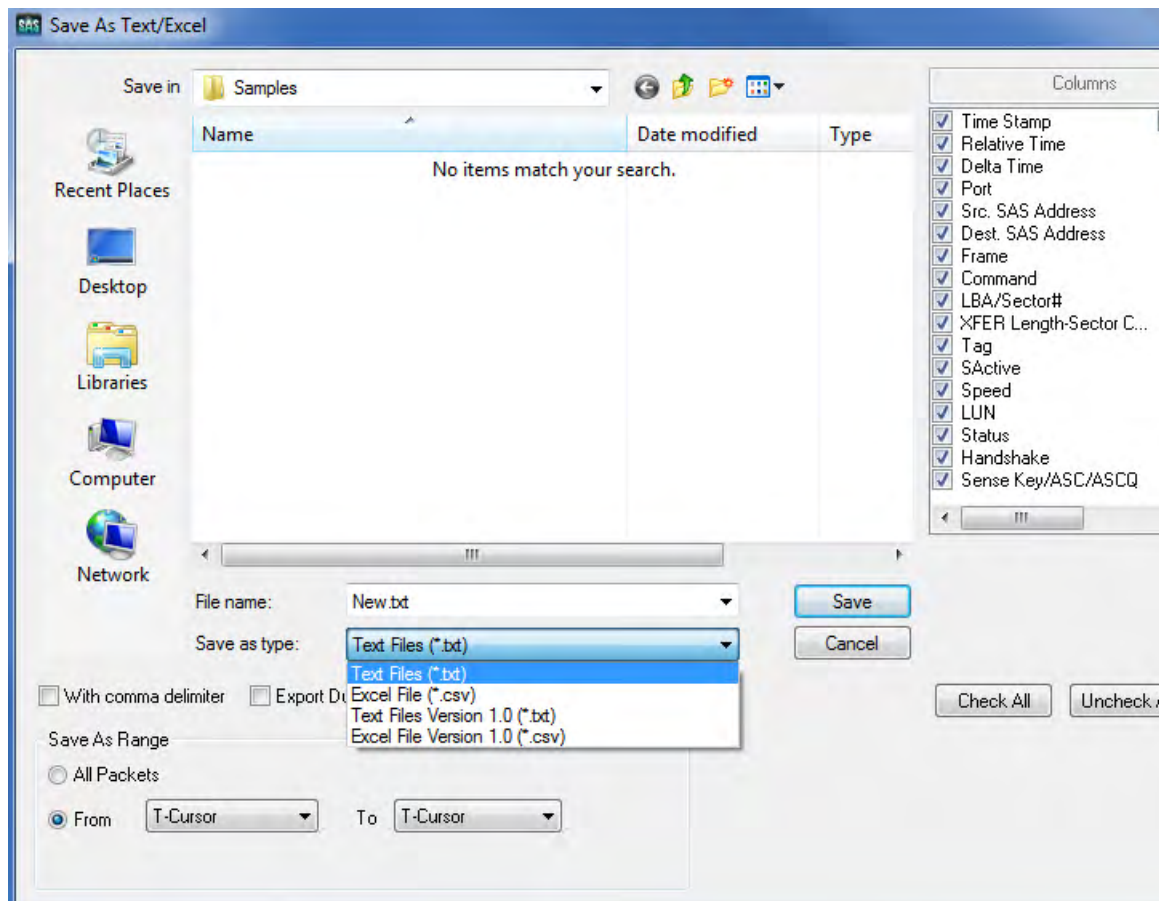 SAS Save As Text/Excel
Save in Samples
Columns
Name Date modified Type
No items match your search.
Recent Places
Desktop
Libraries
Computer
Network
Time Stamp
Relative Time
Delta Time
Port
Src. SAS Address
Dest. SAS Address
Frame
Command
LBA/Sector#
XFER Length-Sector C...
Tag
SActive
Speed
LUN
Status
Handshake
Sense Key/ASC/ASCQ
File name: New.txt Save
Save as type: Text Files (*.txt) Cancel
Text Files (*.txt)
Excel File (*.csv)
Text Files Version 1.0 (*.txt)
Excel File Version 1.0 (*.csv)
With comma delimiter Export Du
Check All Uncheck
Save As Range
All Packets
From T-Cursor To T-Cursor